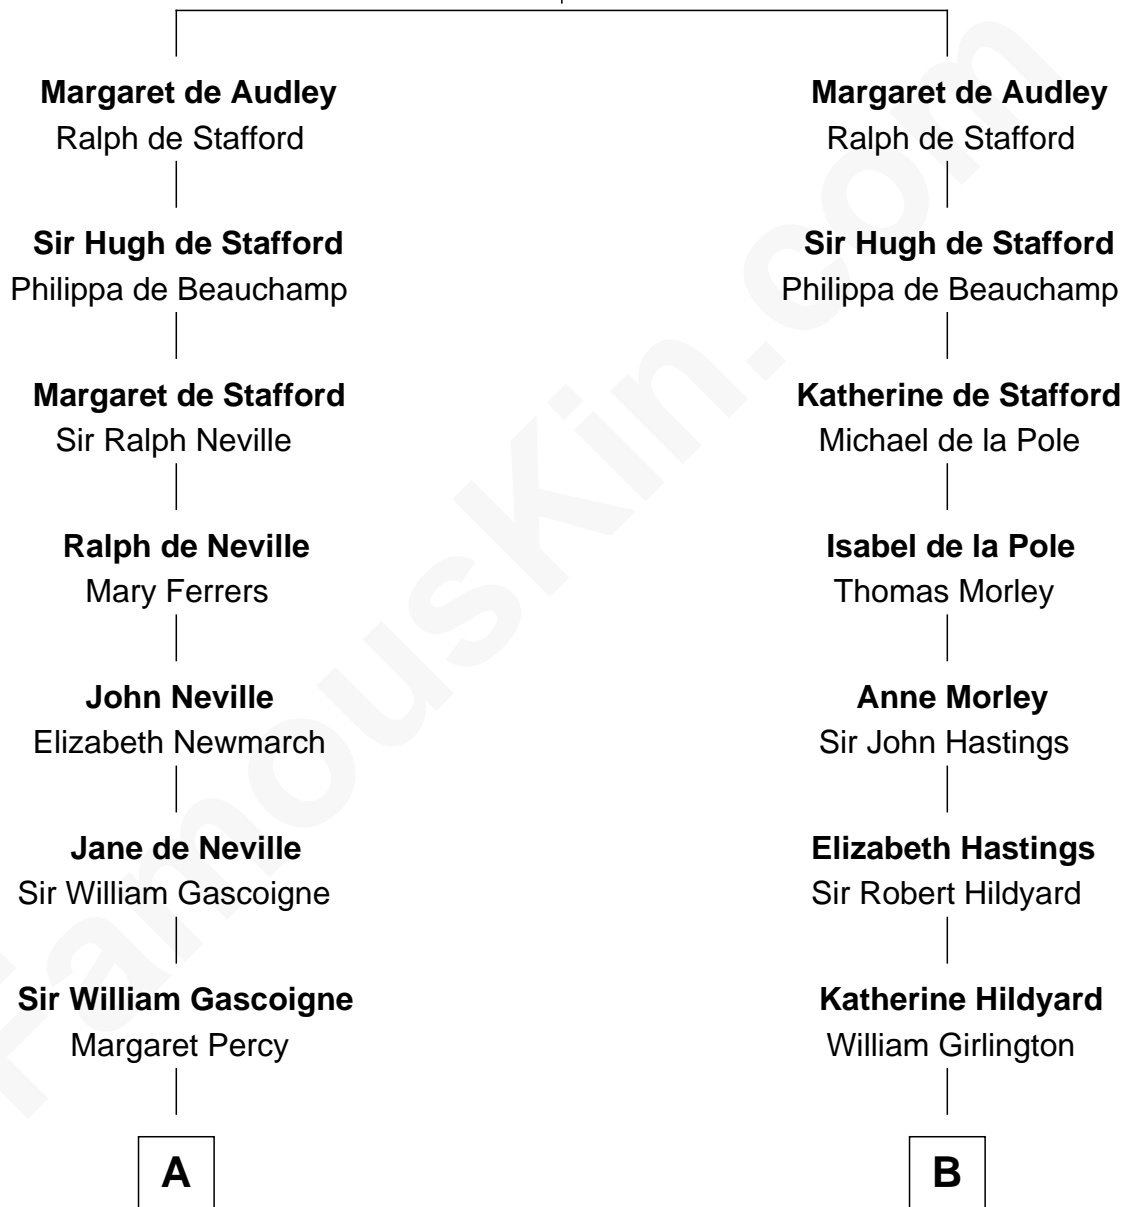 Margaret de Audley
Ralph de Stafford
Sir Hugh de Stafford
Philippa de Beauchamp
Margaret de Stafford
Sir Ralph Neville
Ralph de Neville
Mary Ferrers
John Neville
Elizabeth Newmarch
Jane de Neville
Sir William Gascoigne
Sir William Gascoigne
Margaret Percy
A
Margaret de Audley
Ralph de Stafford
Sir Hugh de Stafford
Philippa de Beauchamp
Katherine de Stafford
Michael de la Pole
Isabel de la Pole
Thomas Morley
Anne Morley
Sir John Hastings
Elizabeth Hastings
Sir Robert Hildyard
Katherine Hildyard
William Girlington
B
FamousKin.com